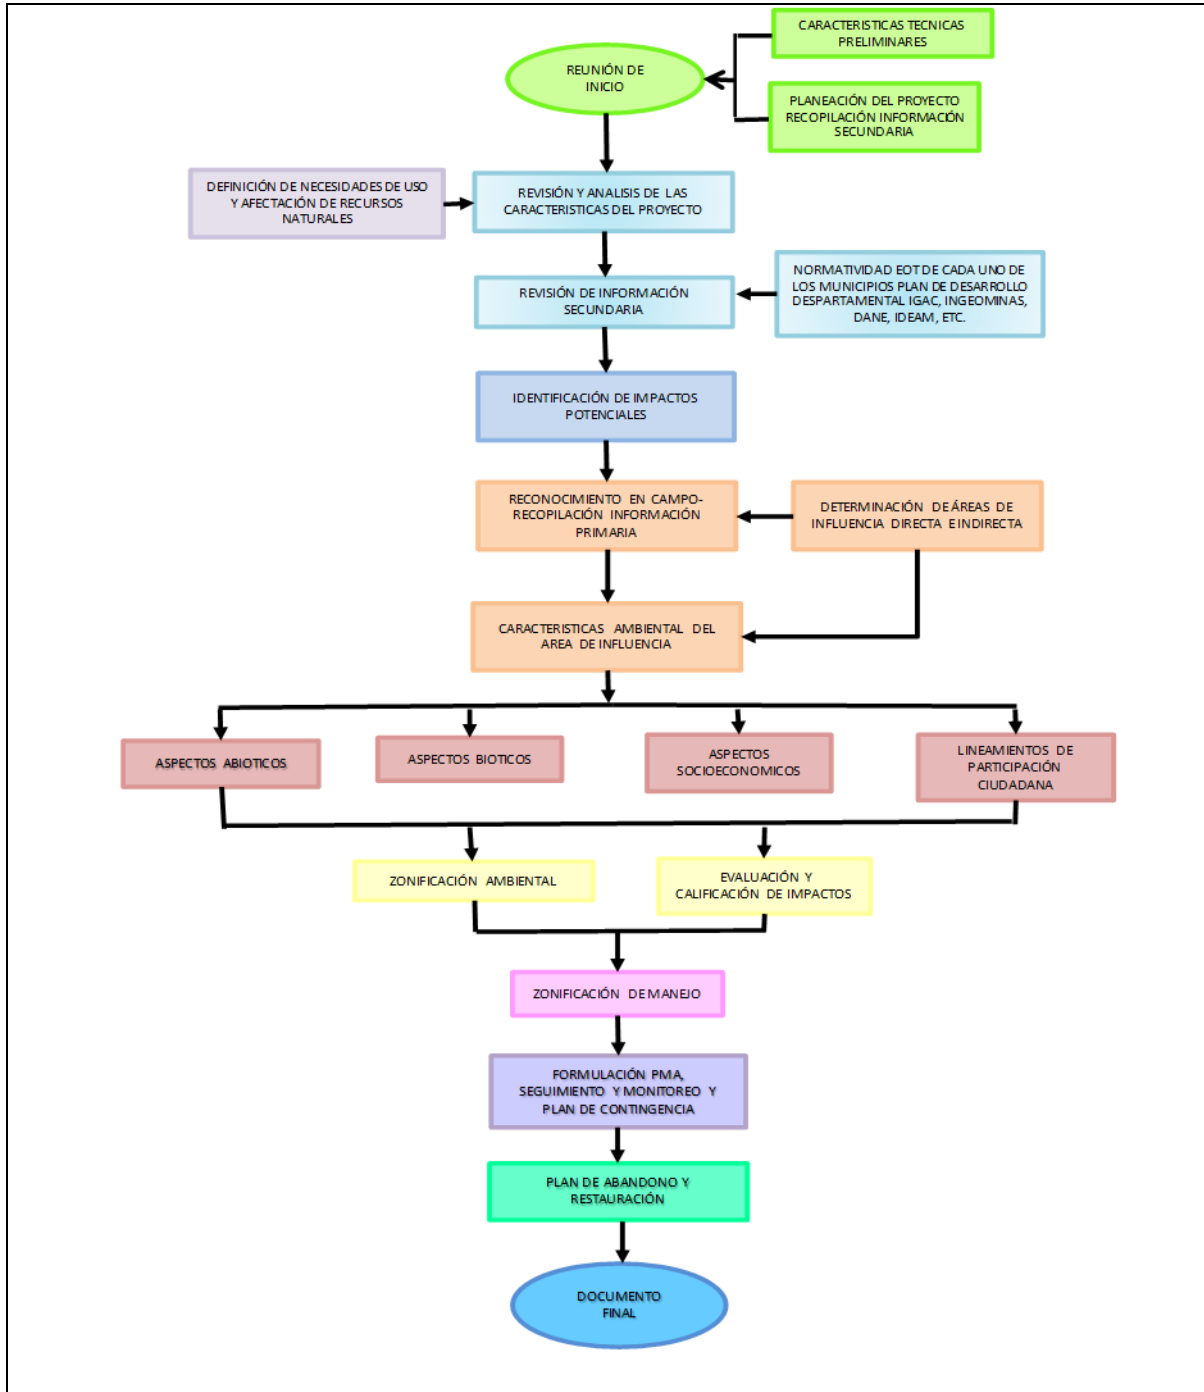 CARACTERISTICAS TECNICAS
PRELIMINARES
REUNIÓN DE
INICIO
PLANEACIÓN DEL PROYECTO
RECOPILACIÓN INFORMACIÓN
SECUNDARIA
DEFINICIÓN DE NECESIDADES DE USO
Y AFECTACIÓN DE RECURSOS
NATURALES
REVISIÓN Y ANALISIS DE LAS
CARACTERISTICAS DEL PROYECTO
REVISIÓN DE INFORMACIÓN
SECUNDARIA
NORMATIVIDAD EOT DE CADA UNO DE
LOS MUNICIPIOS PLAN DE DESARROLLO
DESPARTAMENTAL IGAC, INGEOMINAS,
DANE, IDEAM, ETC.
IDENTIFICACIÓN DE IMPACTOS
POTENCIALES
RECONOCIMIENTO EN CAMPO-
RECOPILACIÓN INFORMACIÓN
PRIMARIA
DETERMINACIÓN DE ÁREAS DE
INFLUENCIA DIRECTA E INDIRECTA
CARACTERISTICAS AMBIENTAL DEL
AREA DE INFLUENCIA
ASPECTOS ABIOTICOS
ASPECTOS BIOTICOS
ASPECTOS
SOCIOECONOMICOS
LINEAMIENTOS DE
PARTICIPACIÓN
CIUDADANA
ZONIFICACIÓN AMBIENTAL
EVALUACIÓN Y
CALIFICACIÓN DE IMPACTOS
ZONIFICACIÓN DE MANEJO
FORMULACIÓN PMA,
SEGUIMIENTO Y MONITOREO Y
PLAN DE CONTINGENCIA
PLAN DE ABANDONO Y
RESTAURACIÓN
DOCUMENTO
FINAL